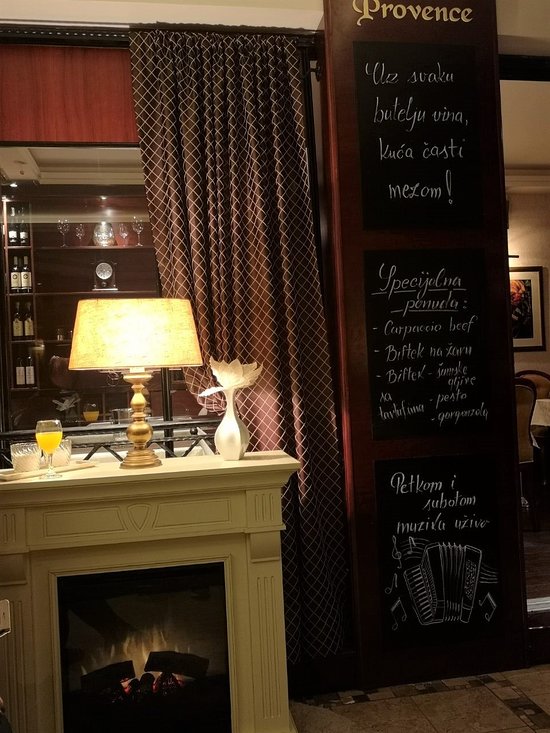 Provence
Uz svaku
butelju vina,
kuća časti
mezom!
Specijalna
ponuda:
- Carpaccio beef
- Biftek na žaru
- Biftek - šumske
gljive
sa - pesto
tartufima - gorgonzola
Petkom i
subotom
muzika uživo